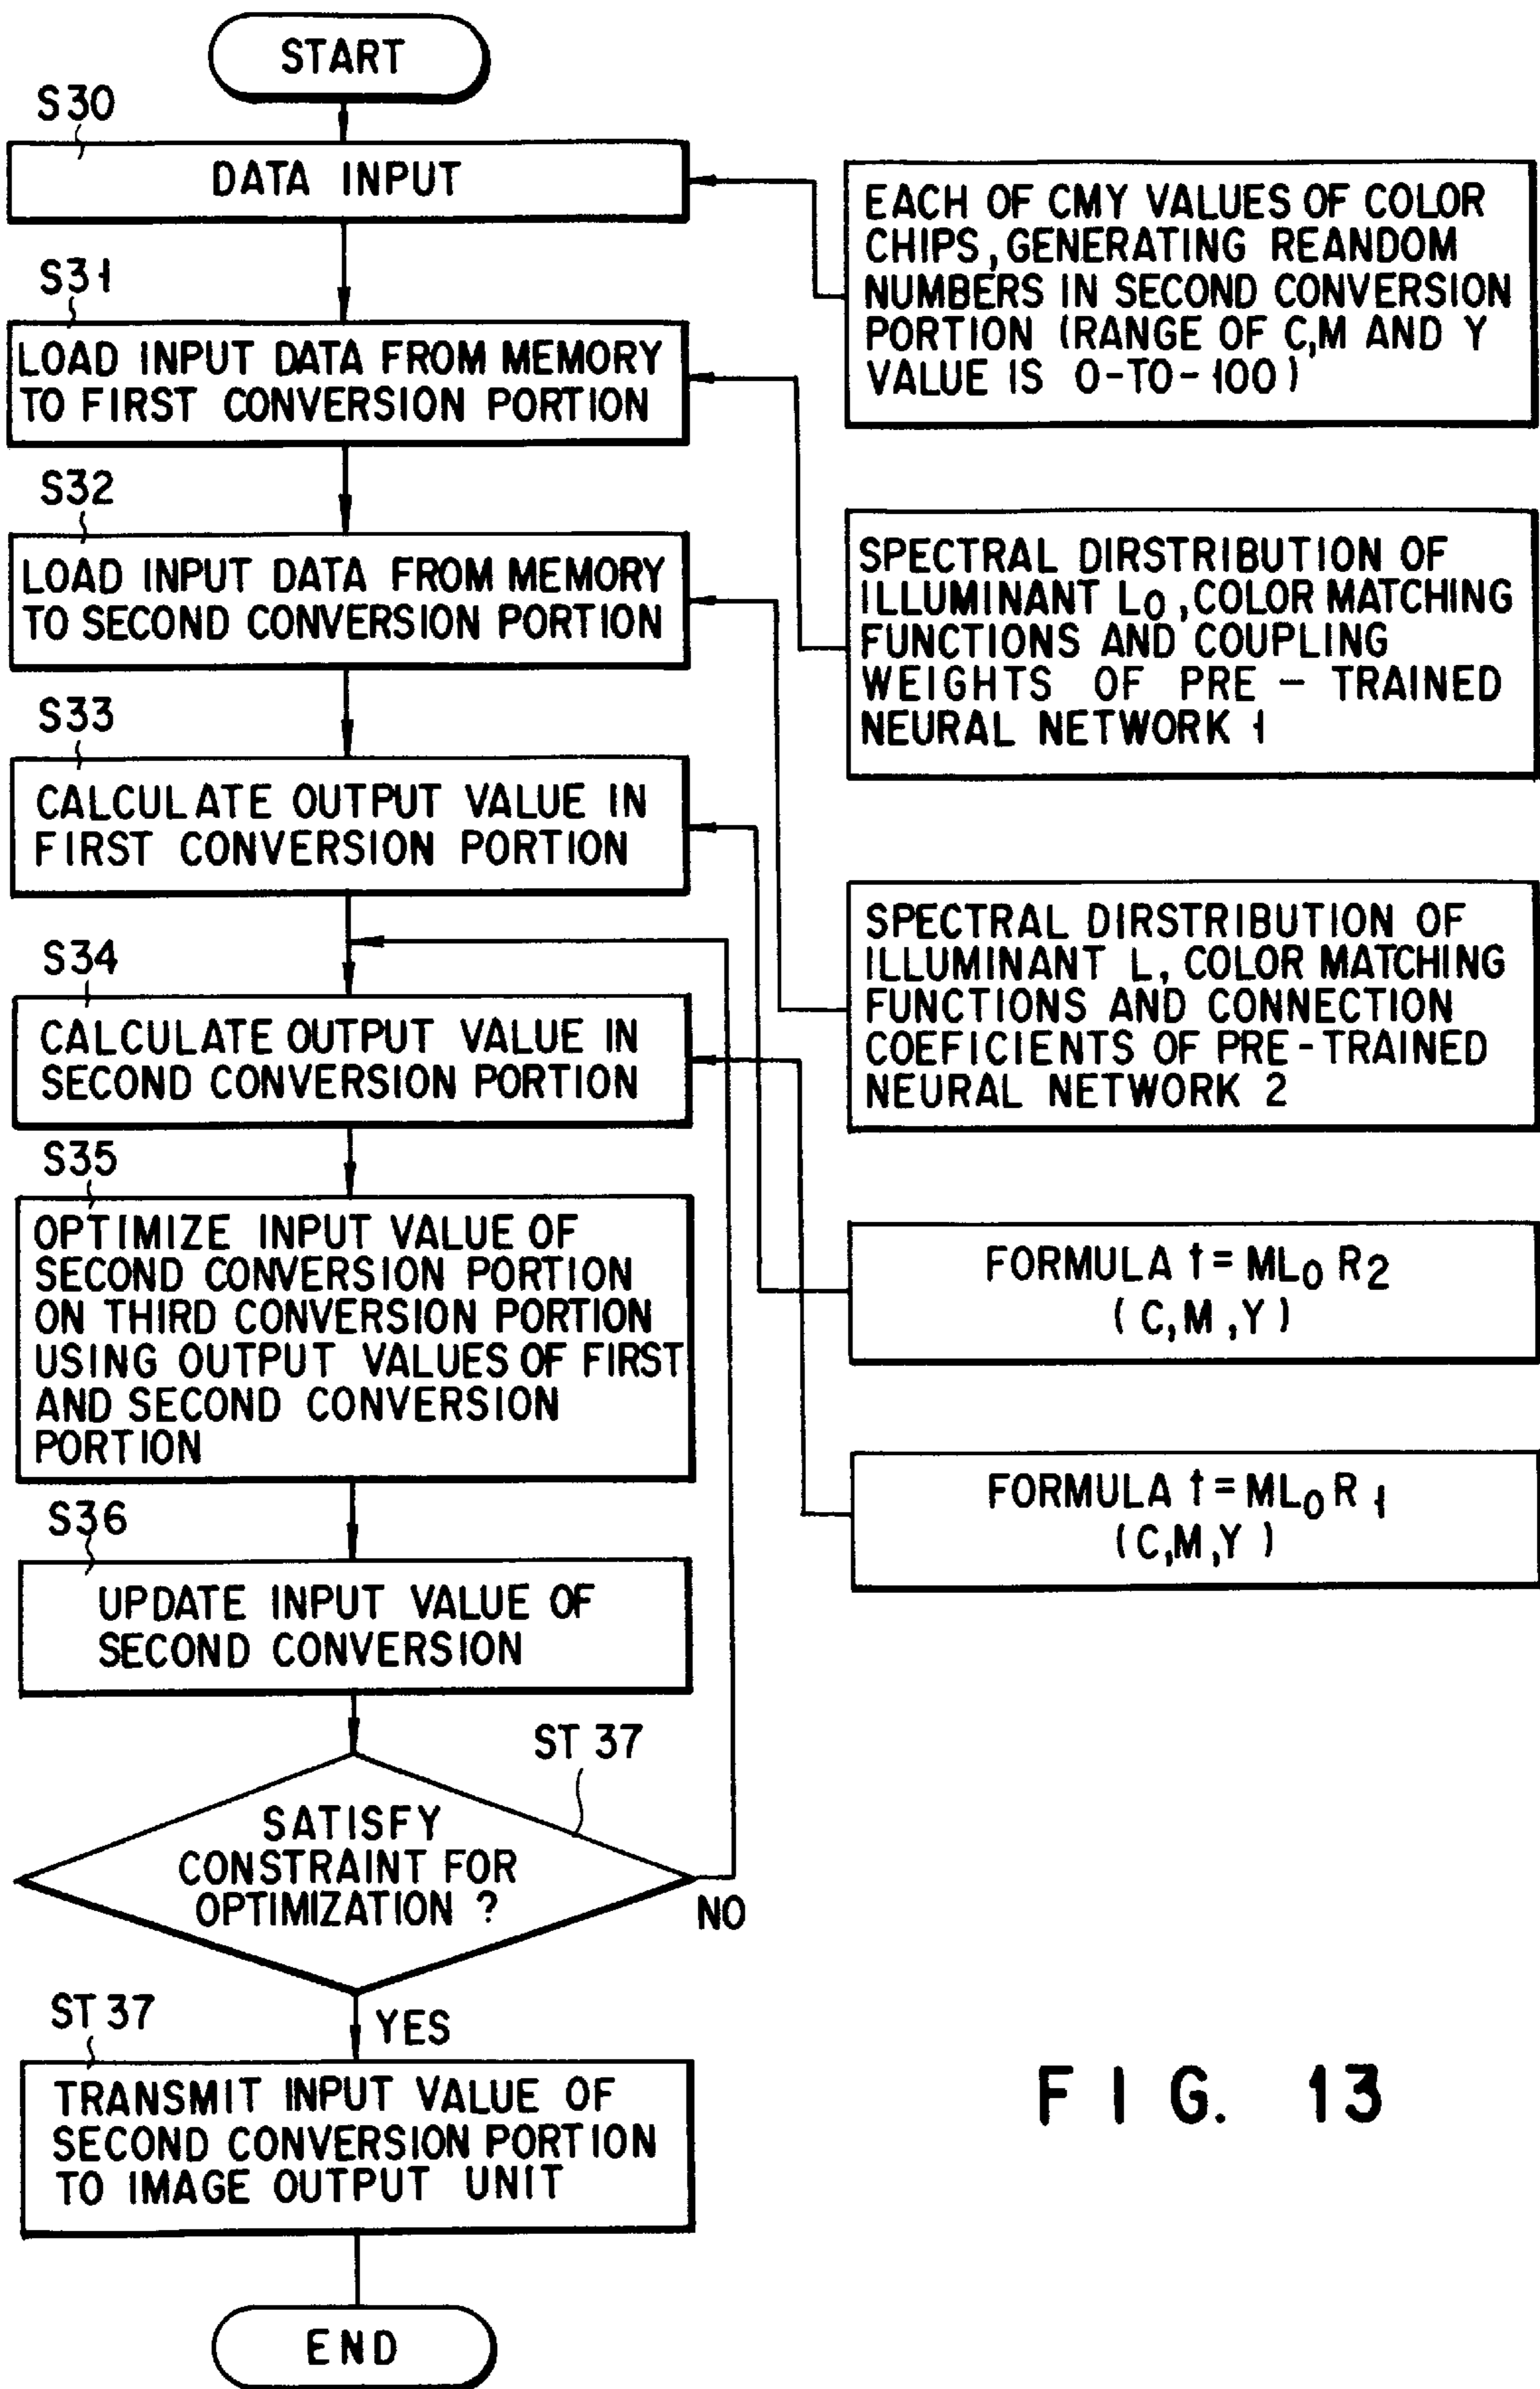 START
S30
DATA INPUT
EACH OF CMY VALUES OF COLOR
CHIPS, GENERATING REANDOM
NUMBERS IN SECOND CONVERSION
PORTION (RANGE OF C,M AND Y
VALUE IS 0-TO-100)
S31
LOAD INPUT DATA FROM MEMORY
TO FIRST CONVERSION PORTION
SPECTRAL DIRSTRIBUTION OF
ILLUMINANT L0, COLOR MATCHING
FUNCTIONS AND COUPLING
WEIGHTS OF PRE - TRAINED
NEURAL NETWORK 1
S32
LOAD INPUT DATA FROM MEMORY
TO SECOND CONVERSION PORTION
SPECTRAL DIRSTRIBUTION OF
ILLUMINANT L, COLOR MATCHING
FUNCTIONS AND CONNECTION
COEFICIENTS OF PRE-TRAINED
NEURAL NETWORK 2
S33
CALCULATE OUTPUT VALUE IN
FIRST CONVERSION PORTION
FORMULA t = ML0 R2
(C,M,Y)
S34
CALCULATE OUTPUT VALUE IN
SECOND CONVERSION PORTION
FORMULA t = ML0 R1
(C,M,Y)
S35
OPTIMIZE INPUT VALUE OF
SECOND CONVERSION PORTION
ON THIRD CONVERSION PORTION
USING OUTPUT VALUES OF FIRST
AND SECOND CONVERSION
PORTION
S36
UPDATE INPUT VALUE OF
SECOND CONVERSION
ST 37
SATISFY
CONSTRAINT FOR
OPTIMIZATION ?
NO
YES
ST 37
TRANSMIT INPUT VALUE OF
SECOND CONVERSION PORTION
TO IMAGE OUTPUT UNIT
END
FIG. 13